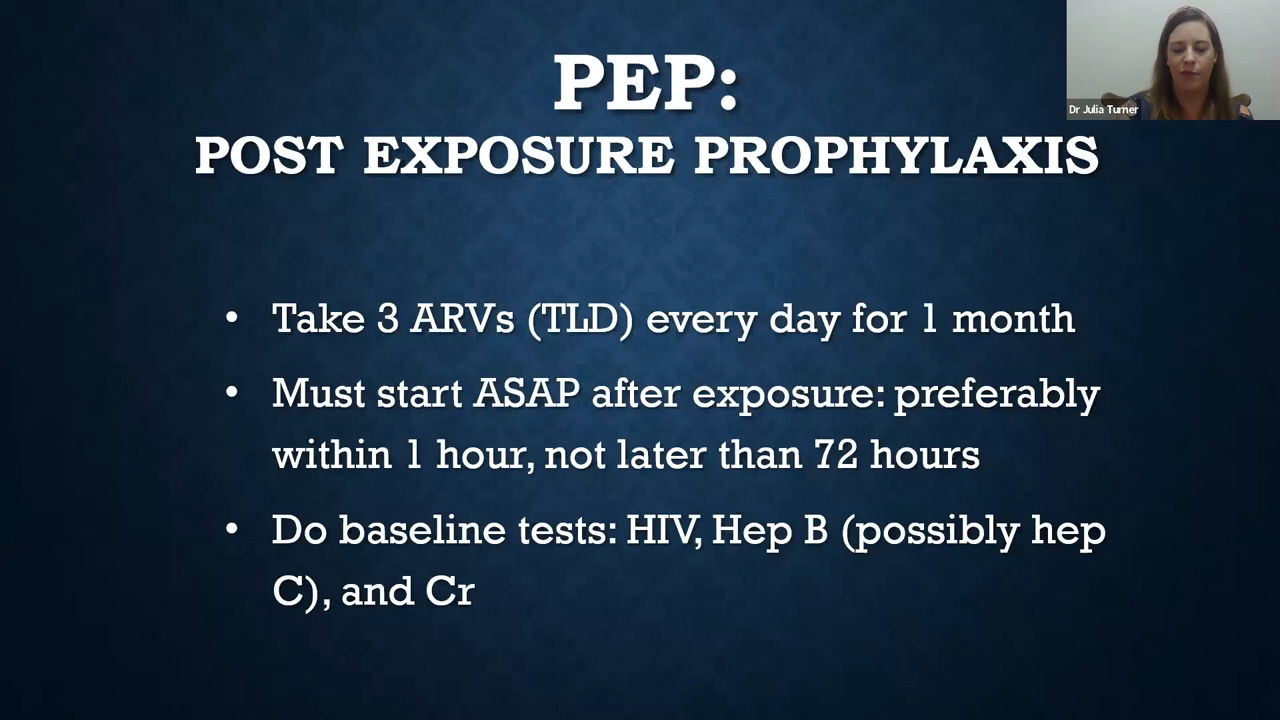 PEP:
POST EXPOSURE PROPHYLAXIS
Dr Julia Turner
• Take 3 ARVs (TLD) every day for 1 month
• Must start ASAP after exposure: preferably
within 1 hour, not later than 72 hours
• Do baseline tests: HIV, Hep B (possibly hep
C), and Cr